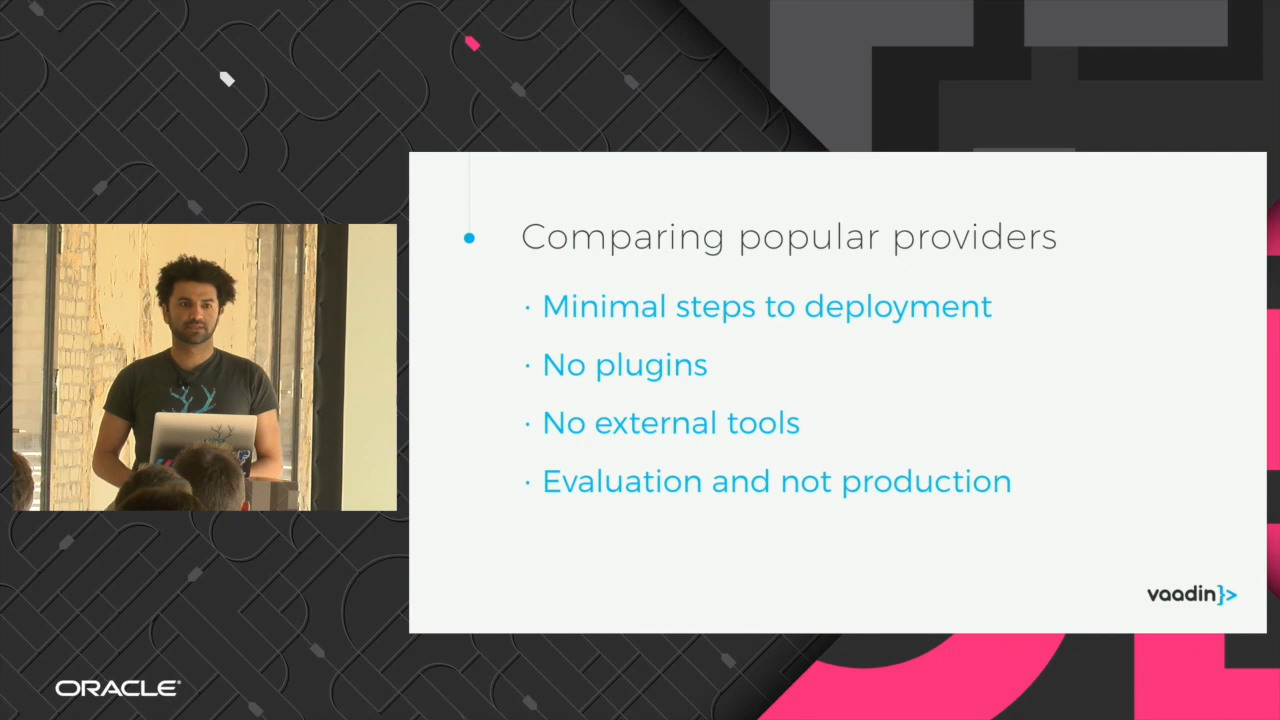 Comparing popular providers
· Minimal steps to deployment
· No plugins
· No external tools
· Evaluation and not production
vaadin}>
ORACLE®